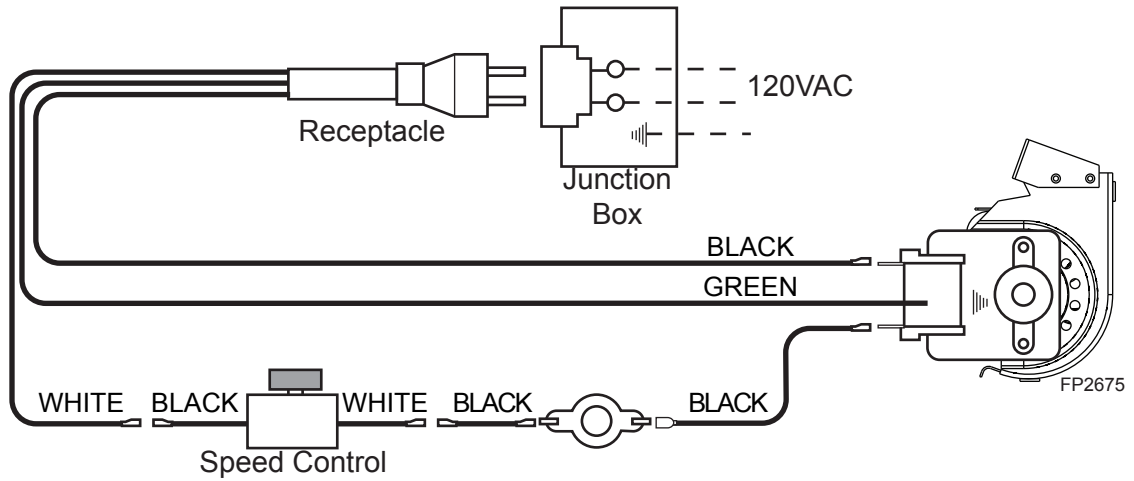 120VAC
Receptacle
Junction
Box
BLACK
GREEN
FP2675
WHITE BLACK WHITE BLACK BLACK
Speed Control